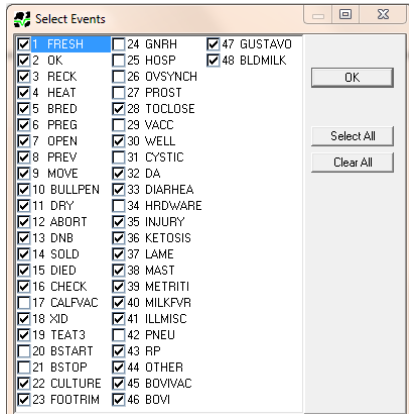 Select Events
1 FRESH
2 OK
3 RECK
4 HEAT
5 BRED
6 PREG
7 OPEN
8 PREV
9 MOVE
10 BULLPEN
11 DRY
12 ABORT
13 DNB
14 SOLD
15 DIED
16 CHECK
17 CALFVAC
18 XID
19 TEAT3
20 BSTART
21 BSTOP
22 CULTURE
23 FOOTRIM
24 GNRH
25 HOSP
26 OVSYNCH
27 PROST
28 TOCLOSE
29 VACC
30 WELL
31 CYSTIC
32 DA
33 DIARHEA
34 HRDWARE
35 INJURY
36 KETOSIS
37 LAME
38 MAST
39 METRITI
40 MILKFVR
41 ILLMISC
42 PNEU
43 RP
44 OTHER
45 BOVIVAC
46 BOVI
47 GUSTAVO
48 BLDMILK
OK
Select All
Clear All